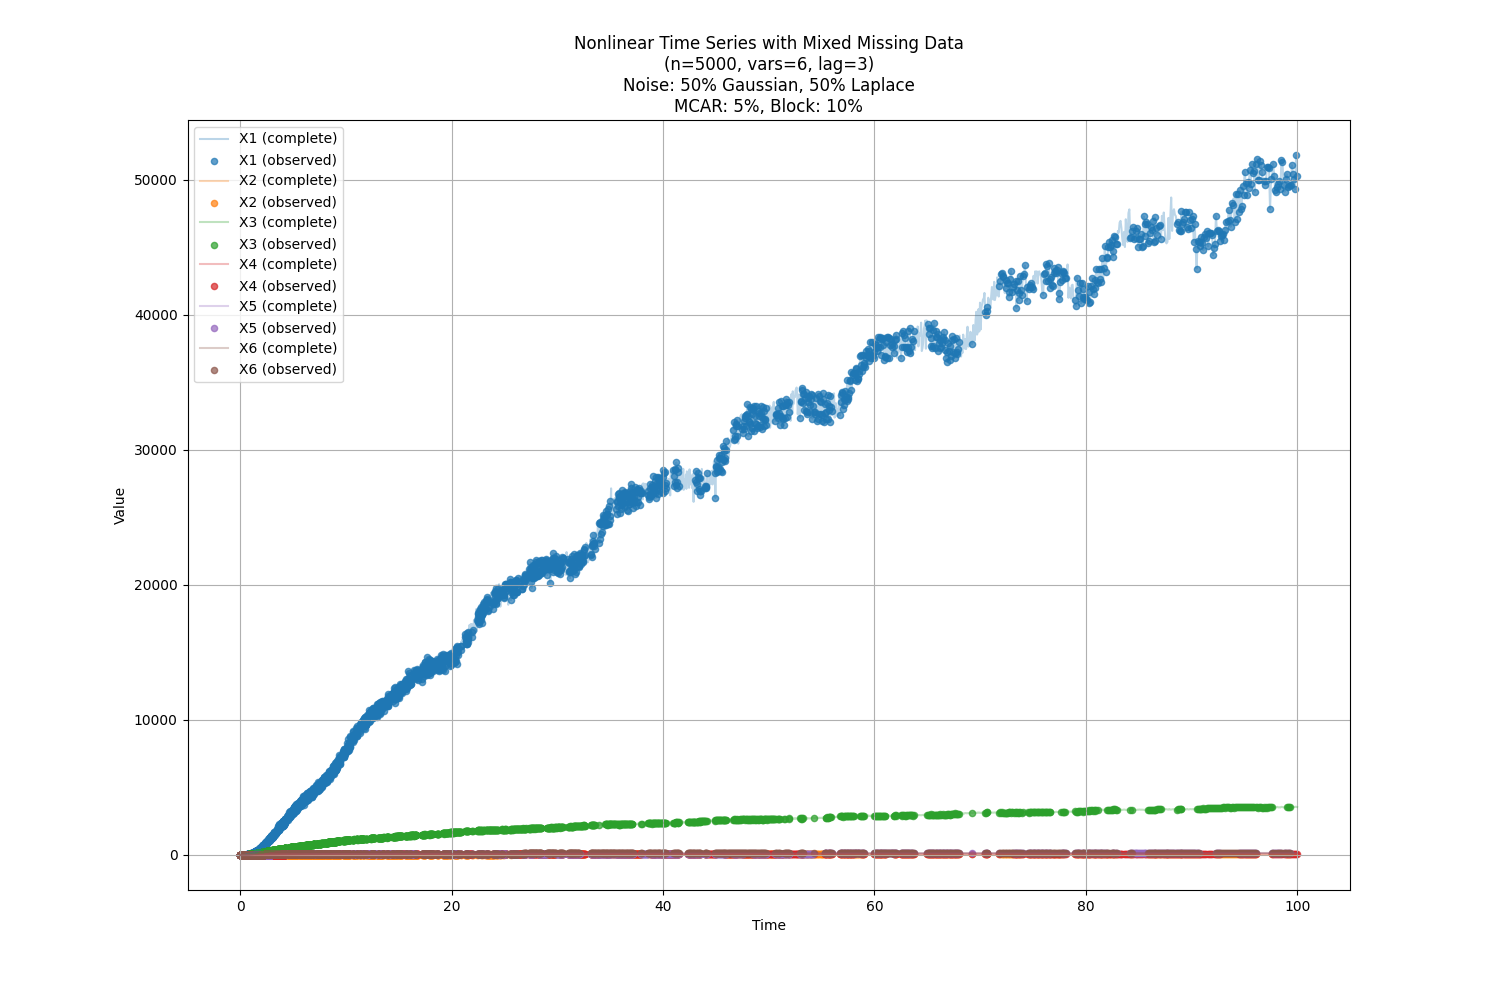 Nonlinear Time Series with Mixed Missing Data
(n=5000, vars=6, lag=3)
Noise: 50% Gaussian, 50% Laplace
MCAR: 5%, Block: 10%
X1 (complete)
X1 (observed)
X2 (complete)
X2 (observed)
X3 (complete)
X3 (observed)
X4 (complete)
X4 (observed)
X5 (complete)
X5 (observed)
X6 (complete)
X6 (observed)
50000
40000
30000
20000
10000
0
Value
0 20 40 60 80 100
Time